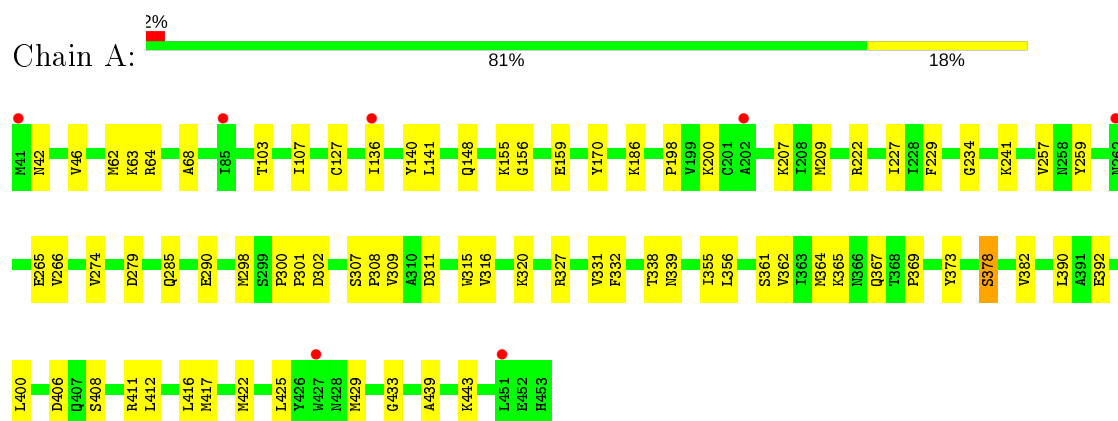 2%
Chain A:
81% 18%
M41 N42 V46 M62 K63 R64 A68 I85 T103 I107 C127 I136 Y140 L141 Q148 K155 G156 E159 Y170 K186 P198 V199 K200 C201 A202 K207 I208 M209 R222 I227 I228 F229 G234 K241 V257 N258 Y259 N262
E265 V266 V274 D279 Q285 E290 M298 S299 P300 P301 D302 S307 P308 V309 A310 D311 W315 V316 K320 R327 V331 F332 T338 N339 I355 L356 S361 V362 I363 M364 K365 N366 Q367 T368 P369 Y373 S378 V382 L390 A391 E392
L400 D406 Q407 S408 R411 L412 L416 M417 M422 L425 Y426 W427 N428 M429 G433 A439 K443 L451 E452 H453